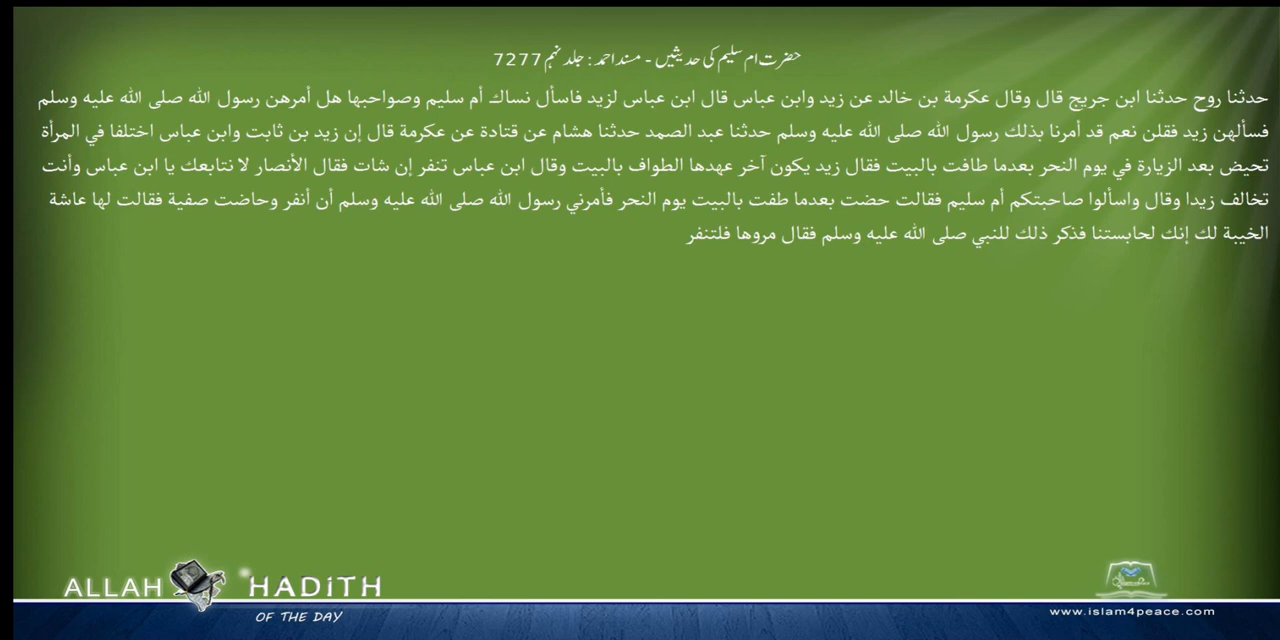 حضرت ام سلیم کی حدیثیں - مسند احمد : جلد نہم 7277
حدثنا روح حدثنا ابن جريج قال وقال عكرمة بن خالد عن زيد وابن عباس قال ابن عباس لزيد فاسأل نساك أم سليم وصواحبها هل أمرهن رسول الله صلى الله عليه وسلم
فسألهن زيد فقلن نعم قد أمرنا بذلك رسول الله صلى الله عليه وسلم حدثنا عبد الصمد حدثنا هشام عن قتادة عن عكرمة قال إن زيد بن ثابت وابن عباس اختلفا في المرأة
تحيض بعد الزيارة في يوم النحر بعدما طافت بالبيت فقال زيد يكون آخر عهدها الطواف بالبيت وقال ابن عباس تنفر إن شات فقال الأنصار لا نتابعك يا ابن عباس وأنت
تخالف زيدا وقال واسألوا صاحبتكم أم سليم فقالت حضت بعدما طفت بالبيت يوم النحر فأمرني رسول الله صلى الله عليه وسلم أن أنفر وحاضت صفية فقالت لها عاشة
الخيبة لك إنك لحابستنا فذكر ذلك للنبي صلى الله عليه وسلم فقال مروها فلتنفر
ALLAH HADITH
OF THE DAY
www.islam4peace.com